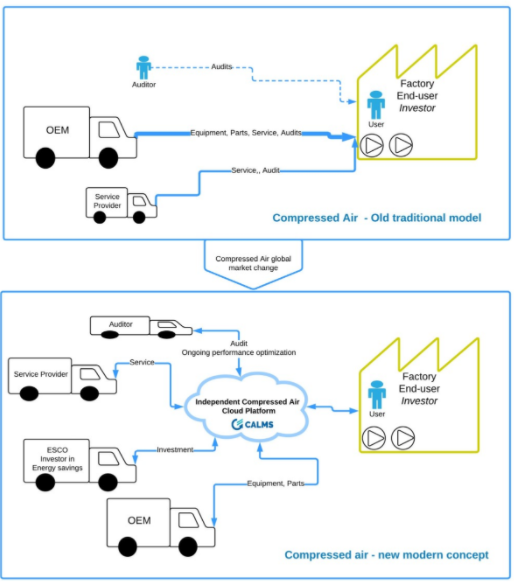 Audits
Auditor
Factory
End-user
Investor
User
OEM
Equipment, Parts, Service, Audits
Service,, Audit
Service
Provider
Compressed Air - Old traditional model
Compressed Air global
market change
Auditor
Audit
Ongoing performance optimization
Service
Service Provider
Independent Compressed Air
Cloud Platform
CALMS
Factory
End-user
Investor
User
ESCO
Investor in
Energy savings
Investment
Equipment, Parts
OEM
Compressed air - new modern concept